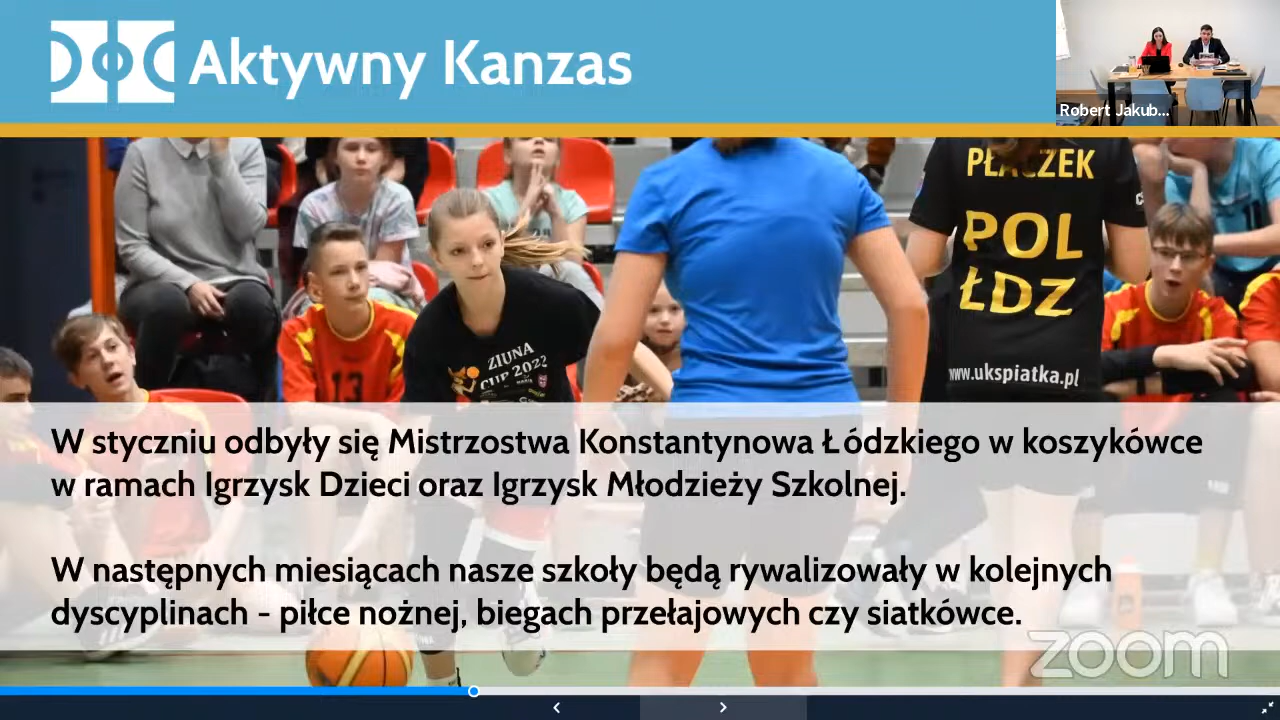 Aktywny Kanzas
Robert Jakub...
PŁACZEK
POL
ŁDZ
www.ukspiatka.pl
ZIUNA
CUP 2022
13
W styczniu odbyły się Mistrzostwa Konstantynowa Łódzkiego w koszykówce
w ramach Igrzysk Dzieci oraz Igrzysk Młodzieży Szkolnej.
W następnych miesiącach nasze szkoły będą rywalizowały w kolejnych
dyscyplinach - piłce nożnej, biegach przełajowych czy siatkówce.
zoom